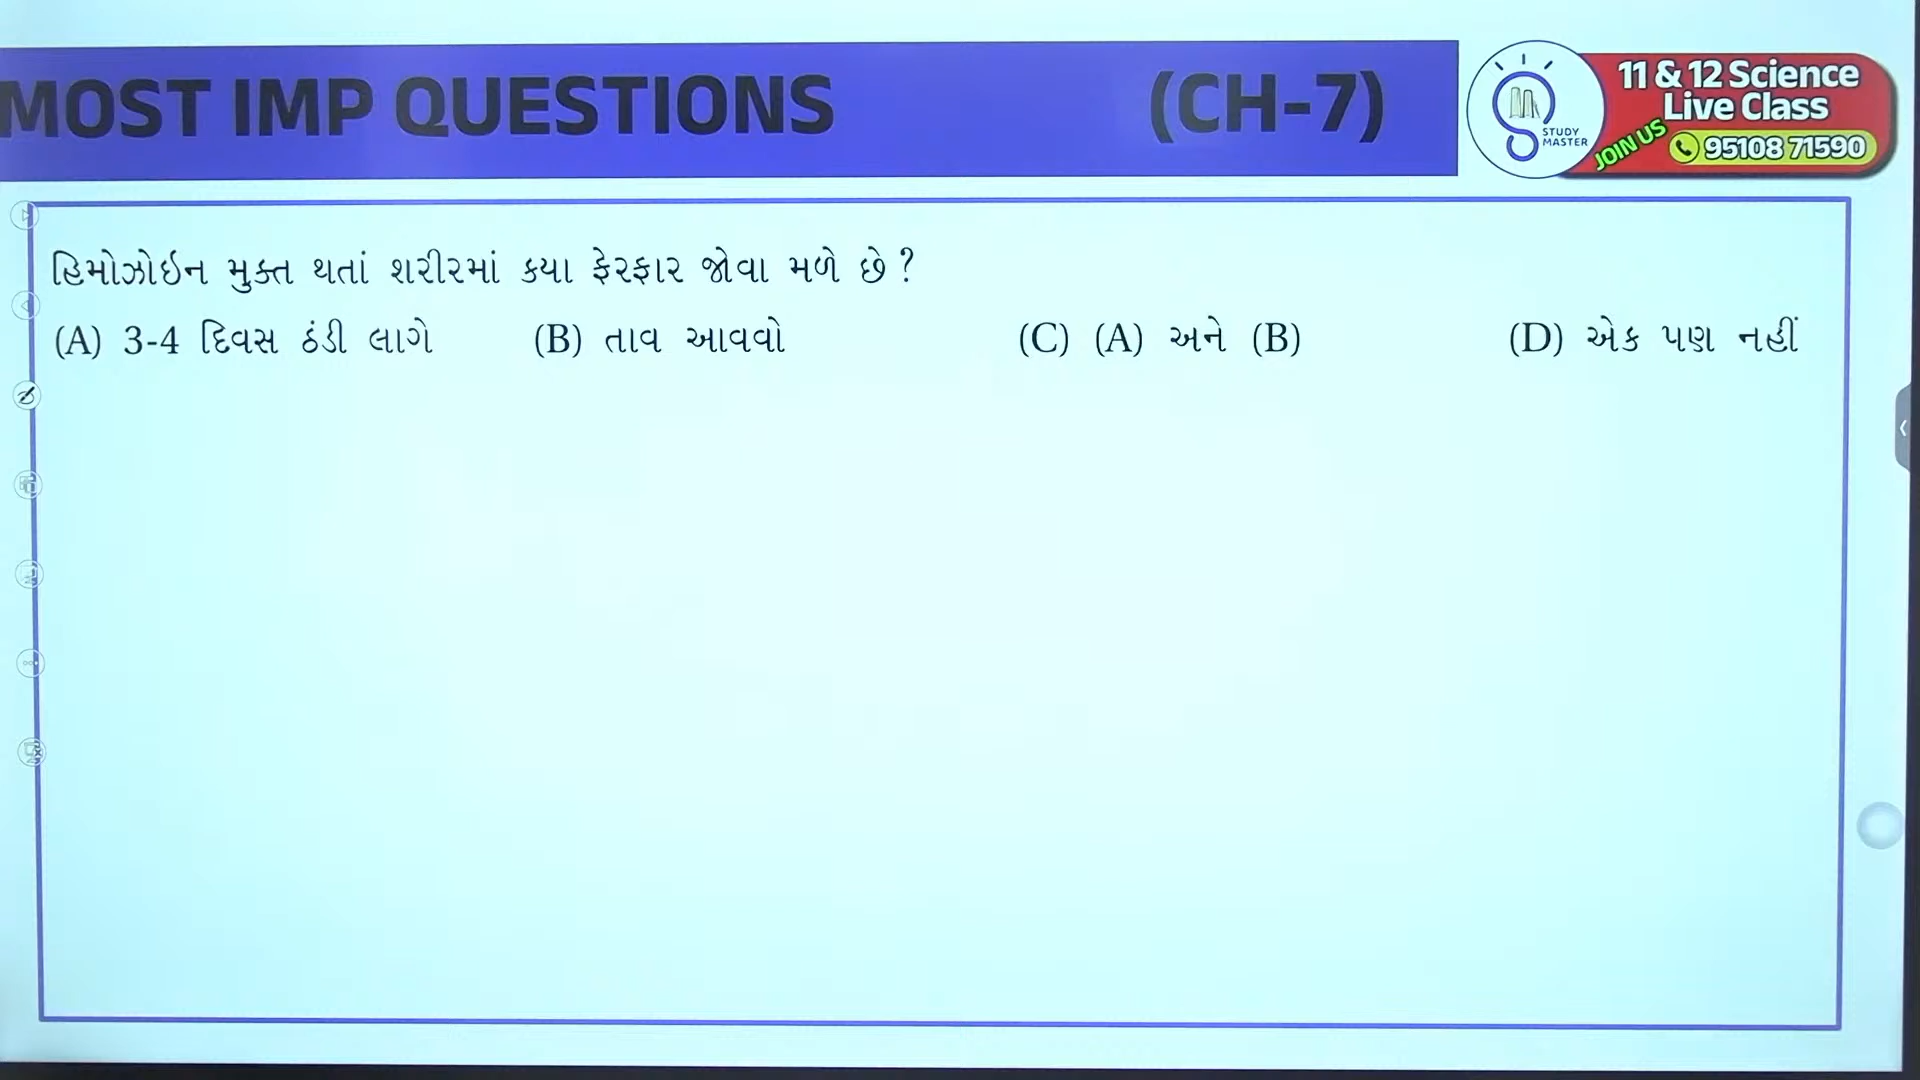 MOST IMP QUESTIONS (CH-7)
11 & 12 Science
Live Class
STUDY
MASTER
JOIN US
95108 71590
હિમોઝોઇન મુક્ત થતાં શરીરમાં કયા ફેરફાર જોવા મળે છે ?
(A) 3-4 દિવસ ઠંડી લાગે (B) તાવ આવવો (C) (A) અને (B) (D) એક પણ નહીં